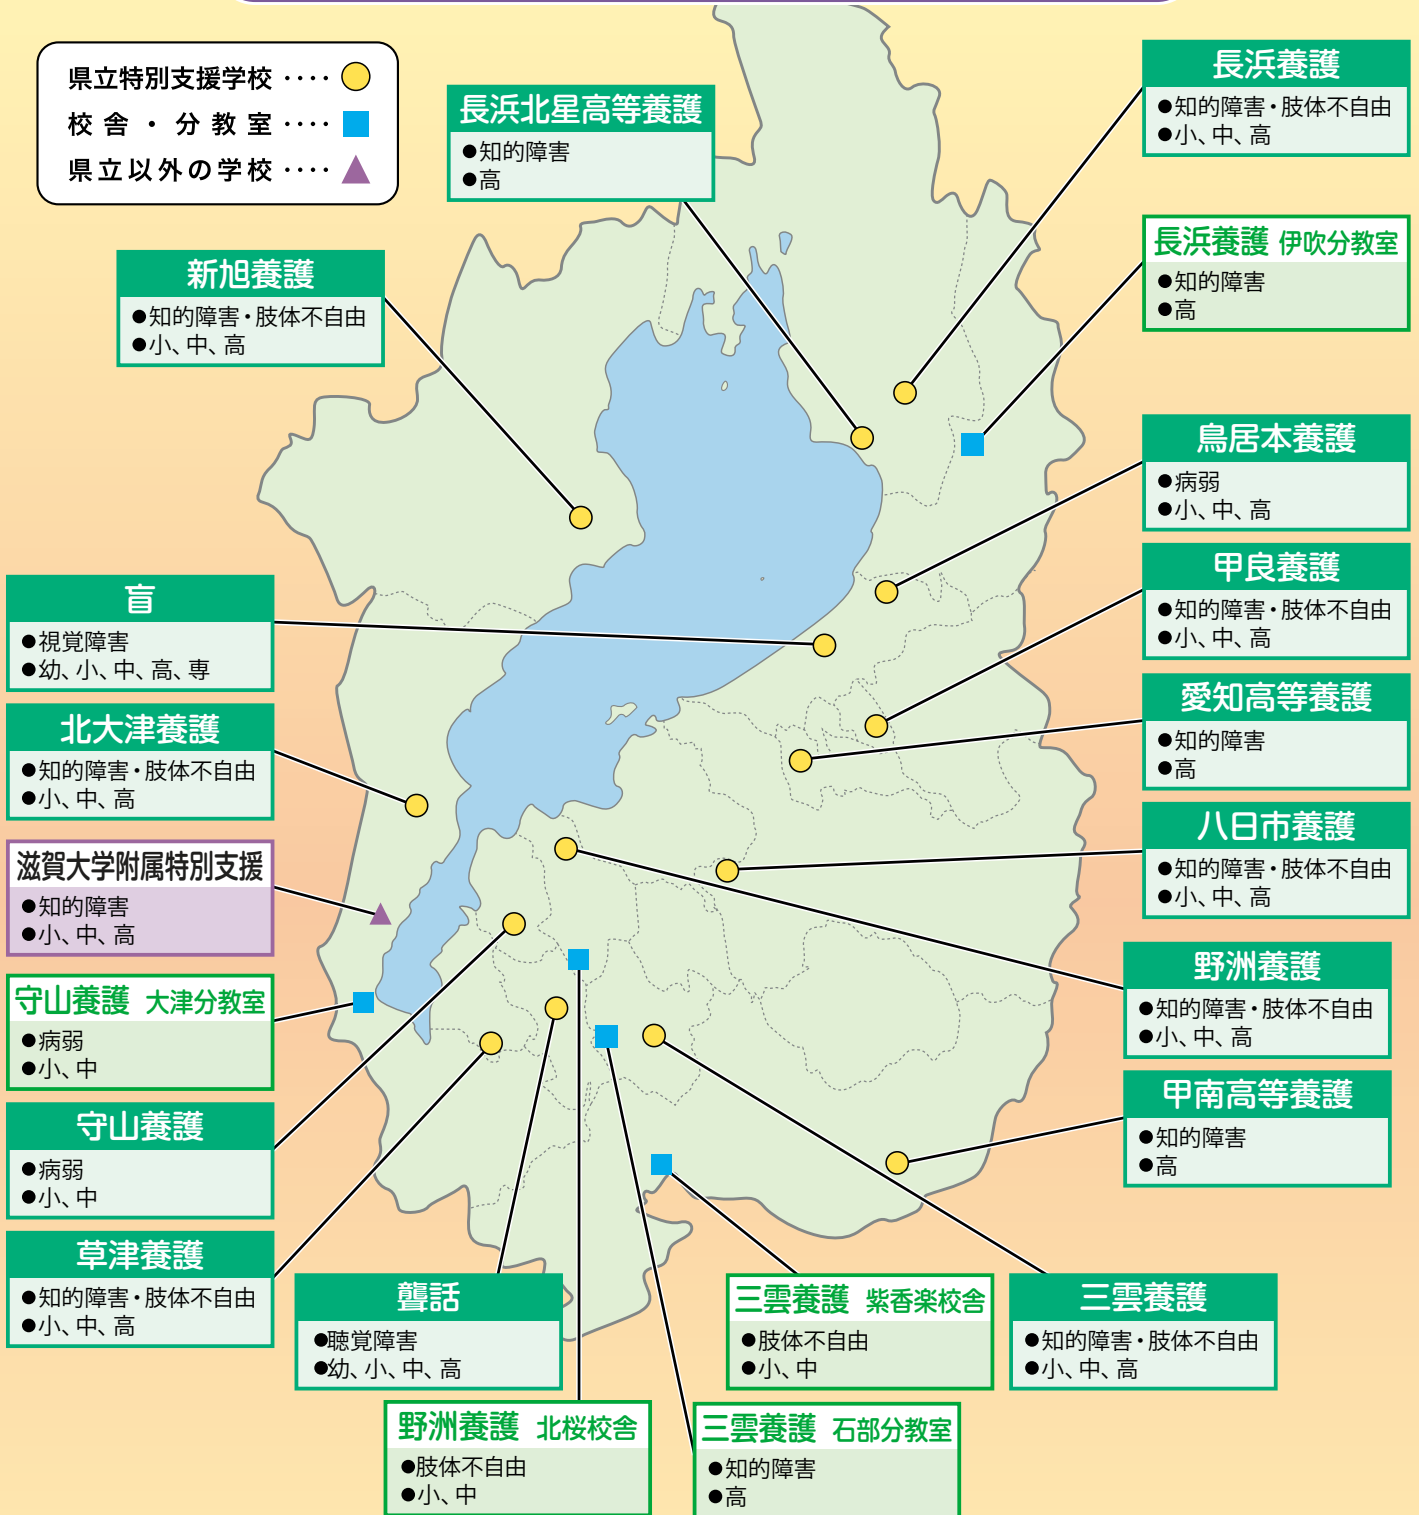 県立特別支援学校 ････
校舎・分教室 ････
県立以外の学校 ････
長浜北星高等養護
●知的障害
●高
長浜養護
●知的障害・肢体不自由
●小、中、高
長浜養護 伊吹分教室
●知的障害
●高
新旭養護
●知的障害・肢体不自由
●小、中、高
鳥居本養護
●病弱
●小、中、高
甲良養護
●知的障害・肢体不自由
●小、中、高
盲
●視覚障害
●幼、小、中、高、専
愛知高等養護
●知的障害
●高
北大津養護
●知的障害・肢体不自由
●小、中、高
八日市養護
●知的障害・肢体不自由
●小、中、高
滋賀大学附属特別支援
●知的障害
●小、中、高
野洲養護
●知的障害・肢体不自由
●小、中、高
守山養護 大津分教室
●病弱
●小、中
甲南高等養護
●知的障害
●高
守山養護
●病弱
●小、中
草津養護
●知的障害・肢体不自由
●小、中、高
聾話
●聴覚障害
●幼、小、中、高
三雲養護 紫香楽校舎
●肢体不自由
●小、中
三雲養護
●知的障害・肢体不自由
●小、中、高
野洲養護 北桜校舎
●肢体不自由
●小、中
三雲養護 石部分教室
●知的障害
●高